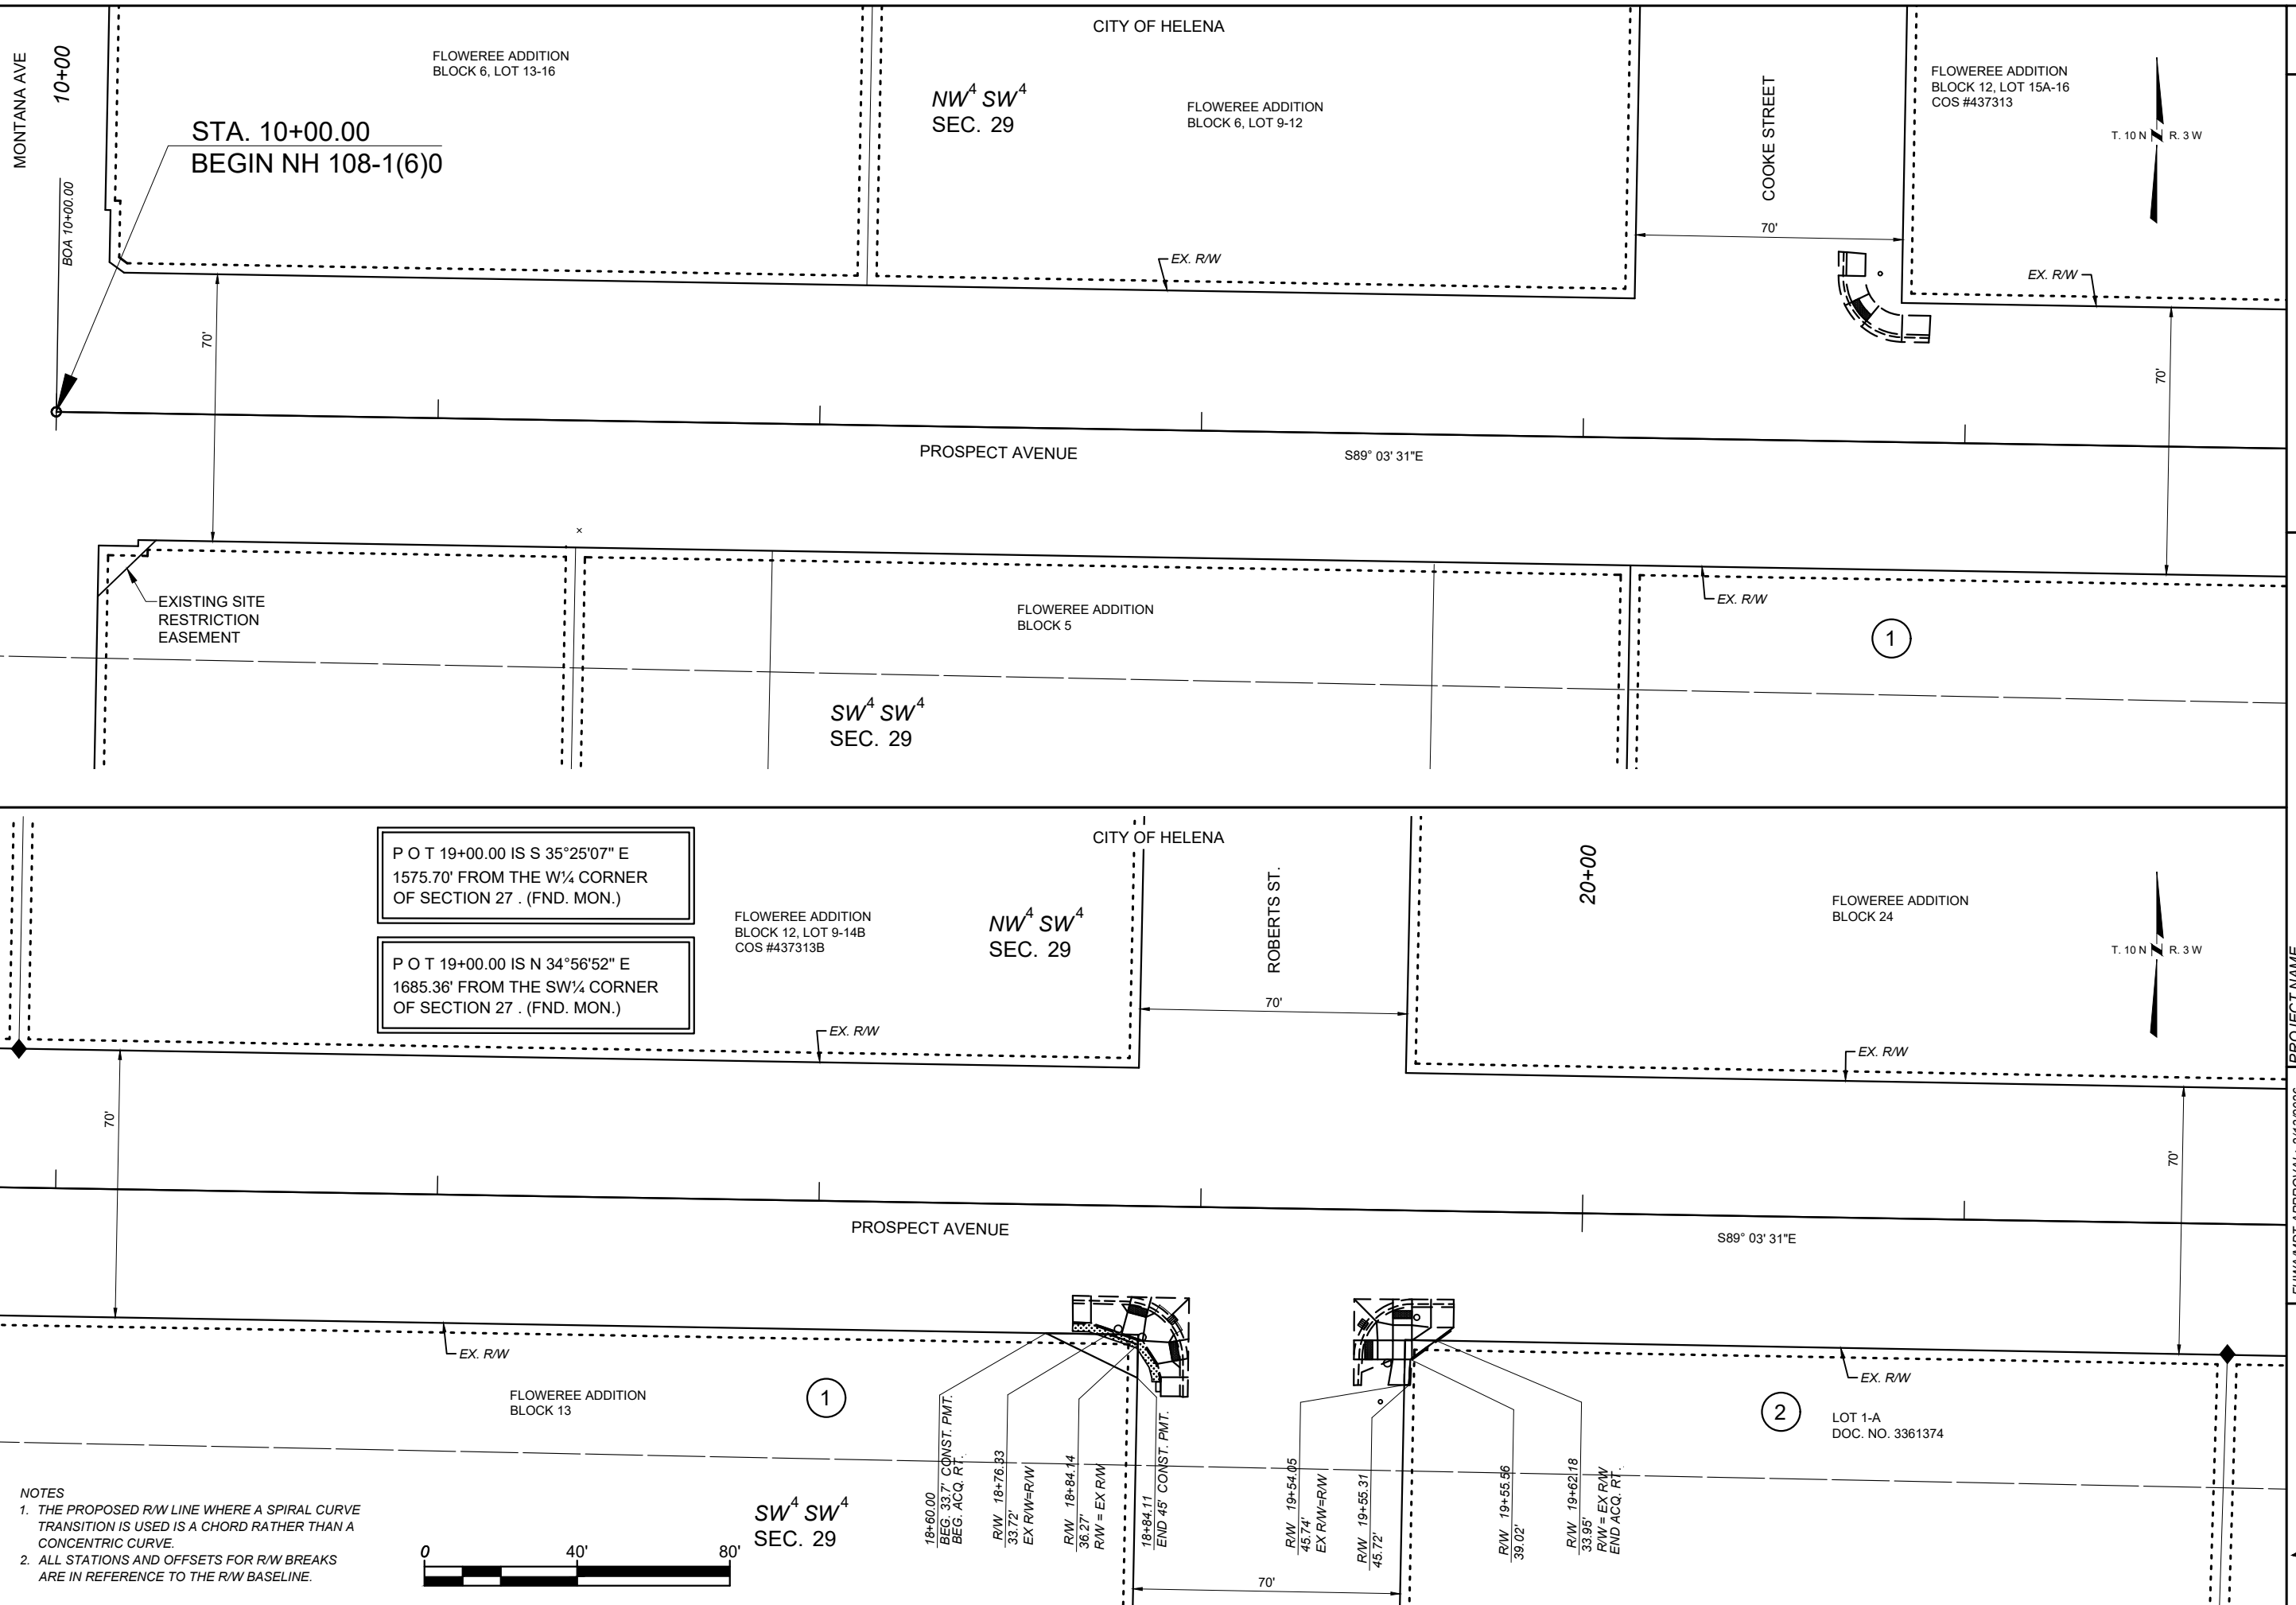 CITY OF HELENA
MONTANA AVE
10+00
FLOWEREE ADDITION
BLOCK 6, LOT 13-16
STA. 10+00.00
BEGIN NH 108-1(6)0
BOA 10+00.00
NW4 SW4
SEC. 29
FLOWEREE ADDITION
BLOCK 6, LOT 9-12
COOKE STREET
FLOWEREE ADDITION
BLOCK 12, LOT 15A-16
COS #437313
T. 10 N N R. 3 W
70'
EX. R/W
EX. R/W
70'
70'
PROSPECT AVENUE
S89° 03' 31"E
EXISTING SITE
RESTRICTION
EASEMENT
FLOWEREE ADDITION
BLOCK 5
EX. R/W
1
SW4 SW4
SEC. 29
CITY OF HELENA
P O T 19+00.00 IS S 35°25'07" E
1575.70' FROM THE W¼ CORNER
OF SECTION 27 . (FND. MON.)
P O T 19+00.00 IS N 34°56'52" E
1685.36' FROM THE SW¼ CORNER
OF SECTION 27 . (FND. MON.)
FLOWEREE ADDITION
BLOCK 12, LOT 9-14B
COS #437313B
NW4 SW4
SEC. 29
ROBERTS ST.
20+00
FLOWEREE ADDITION
BLOCK 24
T. 10 N N R. 3 W
70'
EX. R/W
EX. R/W
70'
70'
PROSPECT AVENUE
S89° 03' 31"E
EX. R/W
EX. R/W
FLOWEREE ADDITION
BLOCK 13
1
2
LOT 1-A
DOC. NO. 3361374
18+60.00
BEG. 33.7' CONST. PMT.
BEG. ACQ. RT.
R/W 18+76.33
33.72'
EX R/W=R/W
R/W 18+84.14
36.27'
R/W = EX R/W
18+84.11
END 45' CONST. PMT.
R/W 19+54.05
45.74'
EX R/W=R/W
R/W 19+55.31
45.72'
R/W 19+55.56
39.02'
R/W 19+62.18
33.95'
R/W = EX R/W
END ACQ. RT.
70'
NOTES
1. THE PROPOSED R/W LINE WHERE A SPIRAL CURVE
TRANSITION IS USED IS A CHORD RATHER THAN A
CONCENTRIC CURVE.
2. ALL STATIONS AND OFFSETS FOR R/W BREAKS
ARE IN REFERENCE TO THE R/W BASELINE.
0 40' 80'
SW4 SW4
SEC. 29
PROJECT NAME